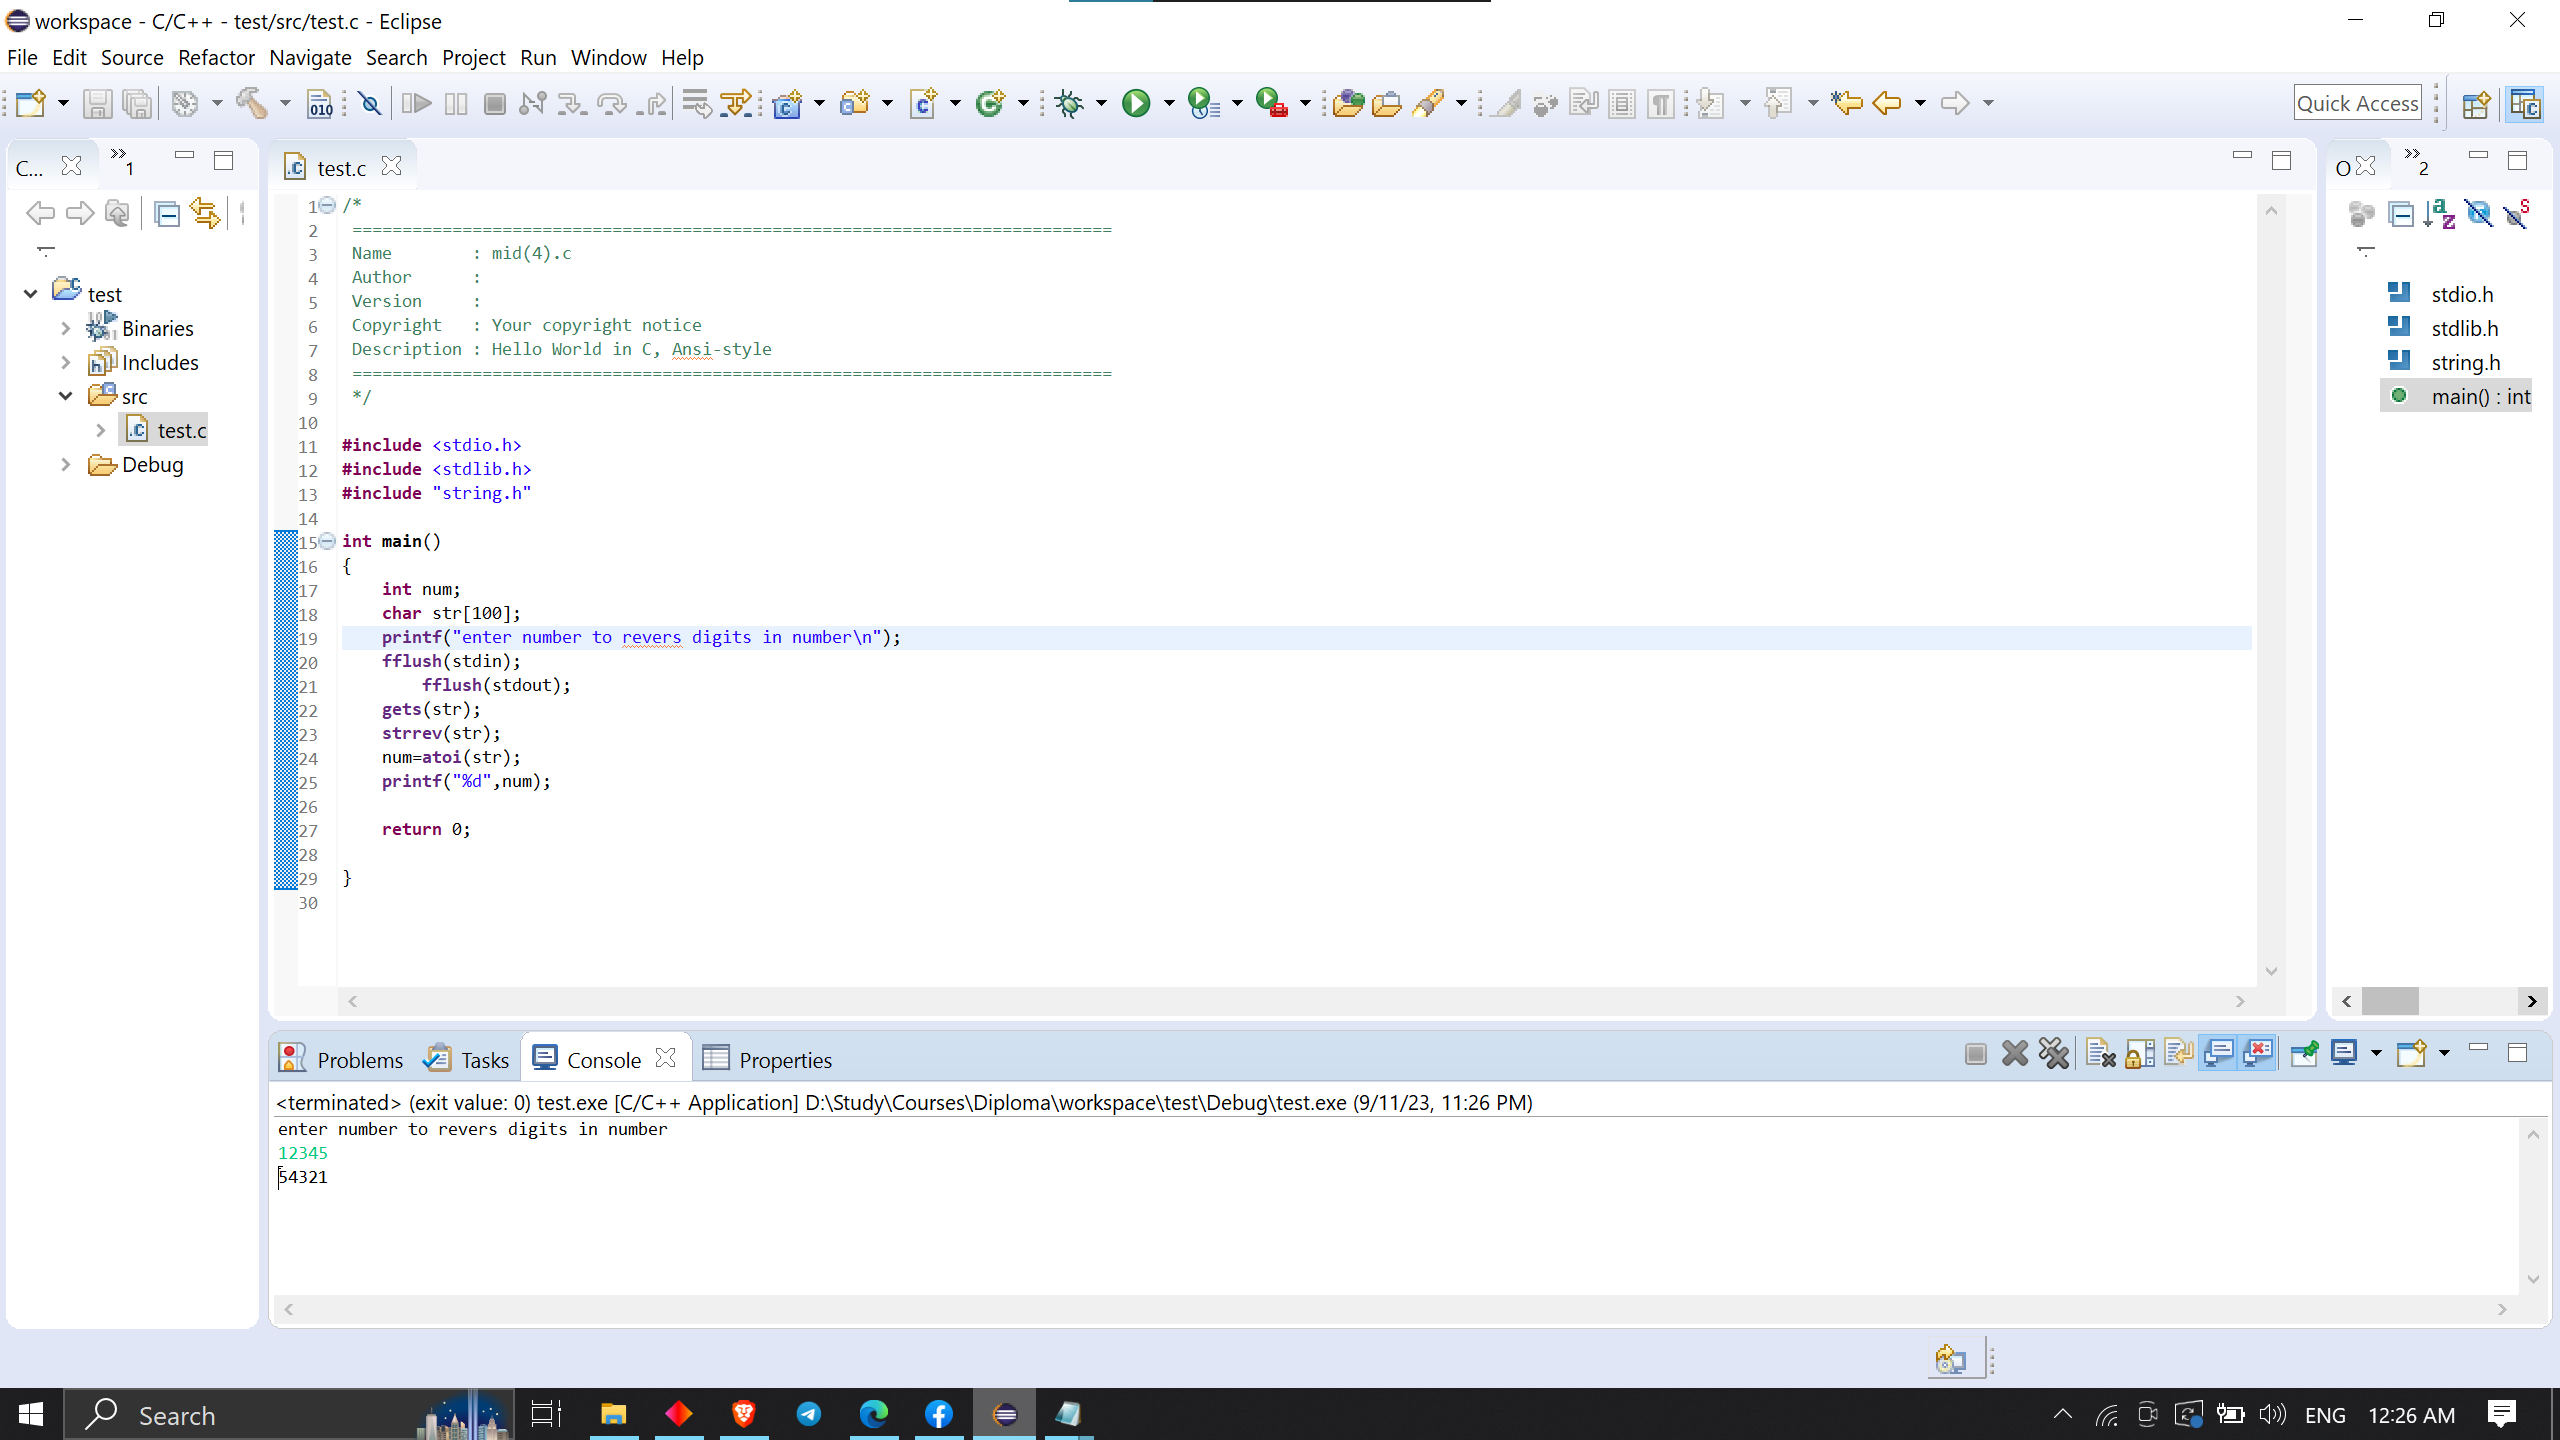 workspace - C/C++ - test/src/test.c - Eclipse
File Edit Source Refactor Navigate Search Project Run Window Help
Quick Access
C... 1
test
Binaries
Includes
src
test.c
Debug
test.c
1 /*
2 ============================================================================
3 Name        : mid(4).c
4 Author      :
5 Version     :
6 Copyright   : Your copyright notice
7 Description : Hello World in C, Ansi-style
8 ============================================================================
9 */
10
11 #include <stdio.h>
12 #include <stdlib.h>
13 #include "string.h"
14
15 int main()
16 {
17     int num;
18     char str[100];
19     printf("enter number to revers digits in number\n");
20     fflush(stdin);
21         fflush(stdout);
22     gets(str);
23     strrev(str);
24     num=atoi(str);
25     printf("%d",num);
26
27     return 0;
28
29 }
30
O 2
stdio.h
stdlib.h
string.h
main() : int
Problems Tasks Console Properties
<terminated> (exit value: 0) test.exe [C/C++ Application] D:\Study\Courses\Diploma\workspace\test\Debug\test.exe (9/11/23, 11:26 PM)
enter number to revers digits in number
12345
54321
Search
ENG 12:26 AM